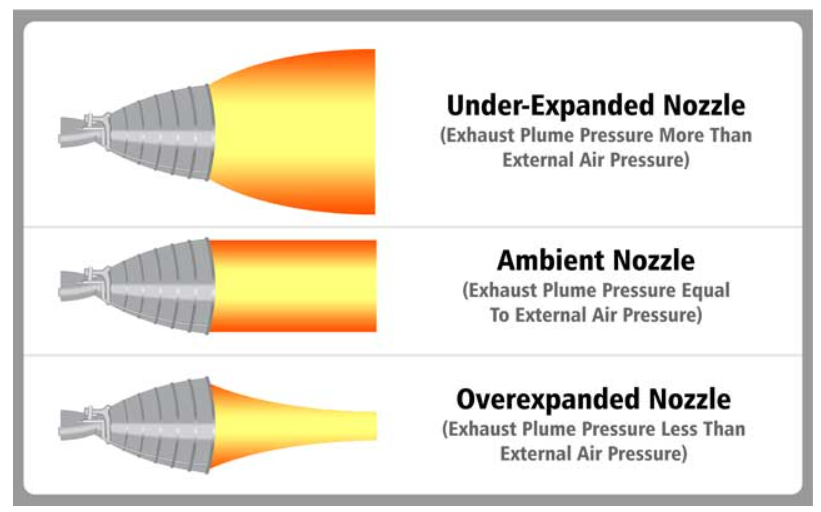 Under-Expanded Nozzle
(Exhaust Plume Pressure More Than
External Air Pressure)
Ambient Nozzle
(Exhaust Plume Pressure Equal
To External Air Pressure)
Overexpanded Nozzle
(Exhaust Plume Pressure Less Than
External Air Pressure)